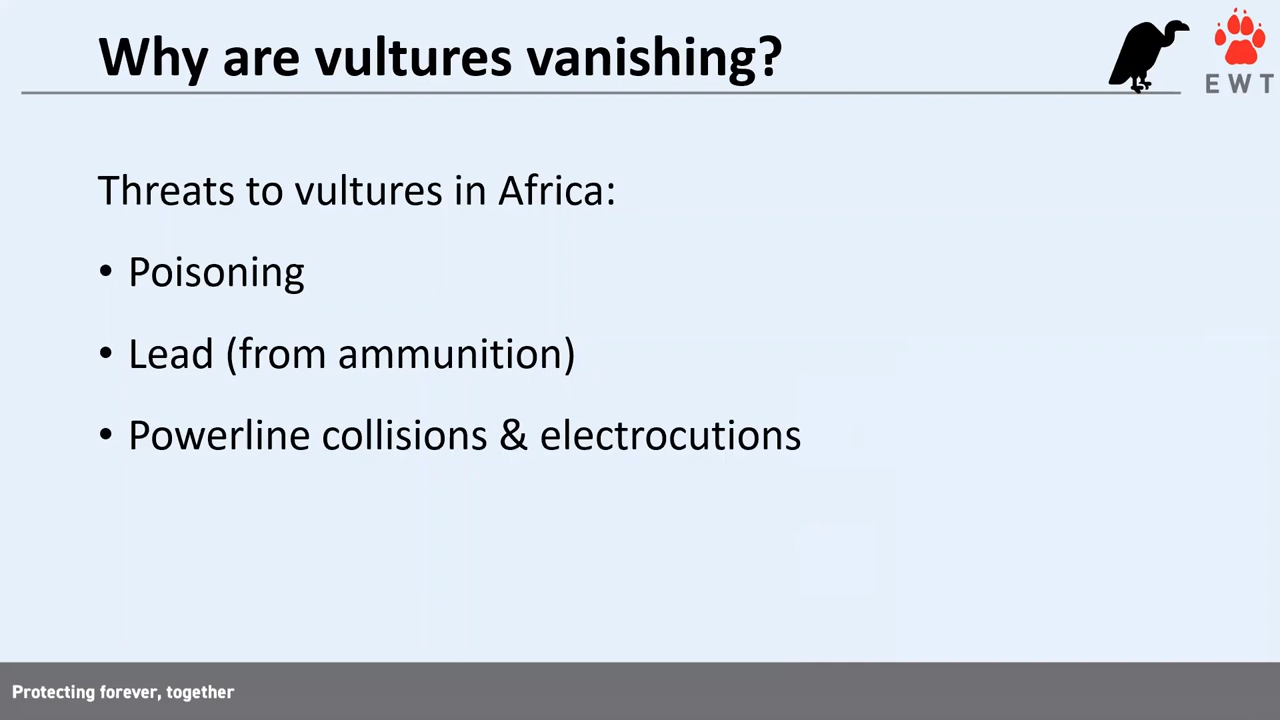 Why are vultures vanishing?
EWT
Threats to vultures in Africa:
• Poisoning
• Lead (from ammunition)
• Powerline collisions & electrocutions
Protecting forever, together